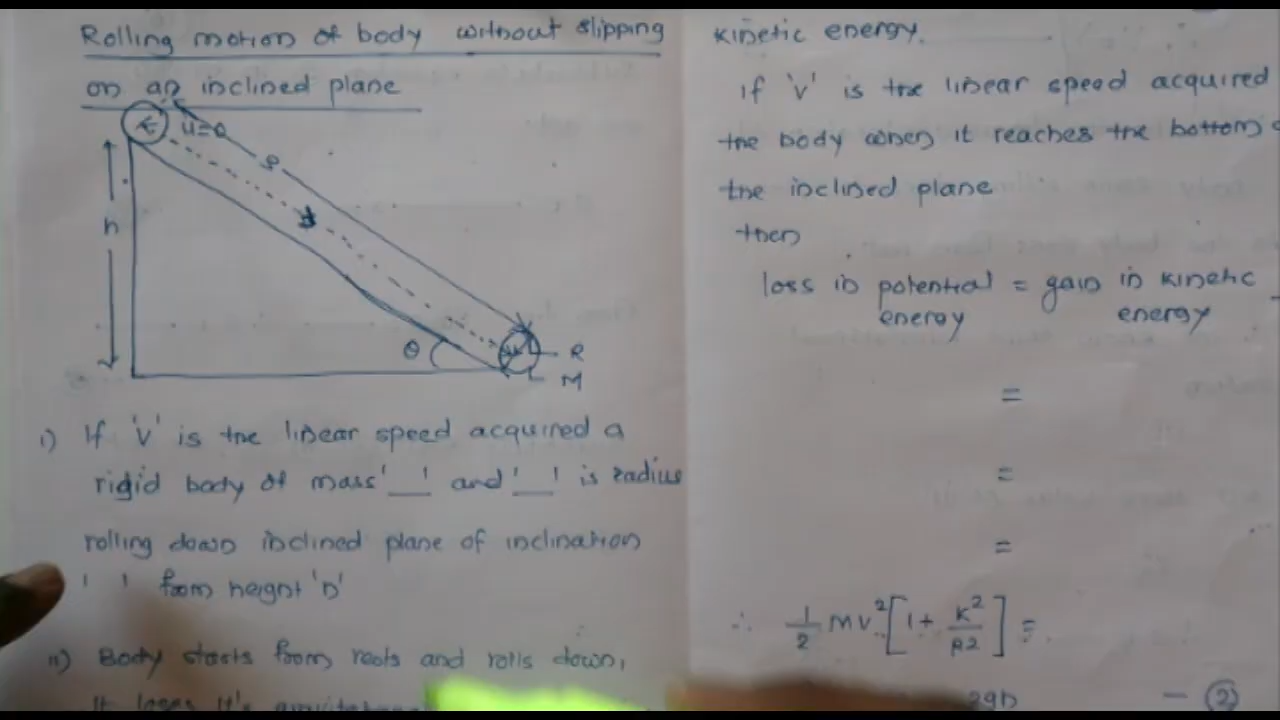 Rolling motion of body without slipping
on an inclined plane
u=0
s
h
θ
R
M
i) If 'v' is the linear speed acquired a
rigid body of mass '__' and '__' is radius
rolling down inclined plane of inclination
' ' from height 'h'
ii) Body starts from rests and rolls down,
It loses it's
kinetic energy.
If 'v' is the linear speed acquired
the body when it reaches the bottom
the inclined plane
then
loss in potential energy = gain in kinetic energy
=
=
=
∴ 1/2 MV²[1 + K²/R²] =
2gh - ②